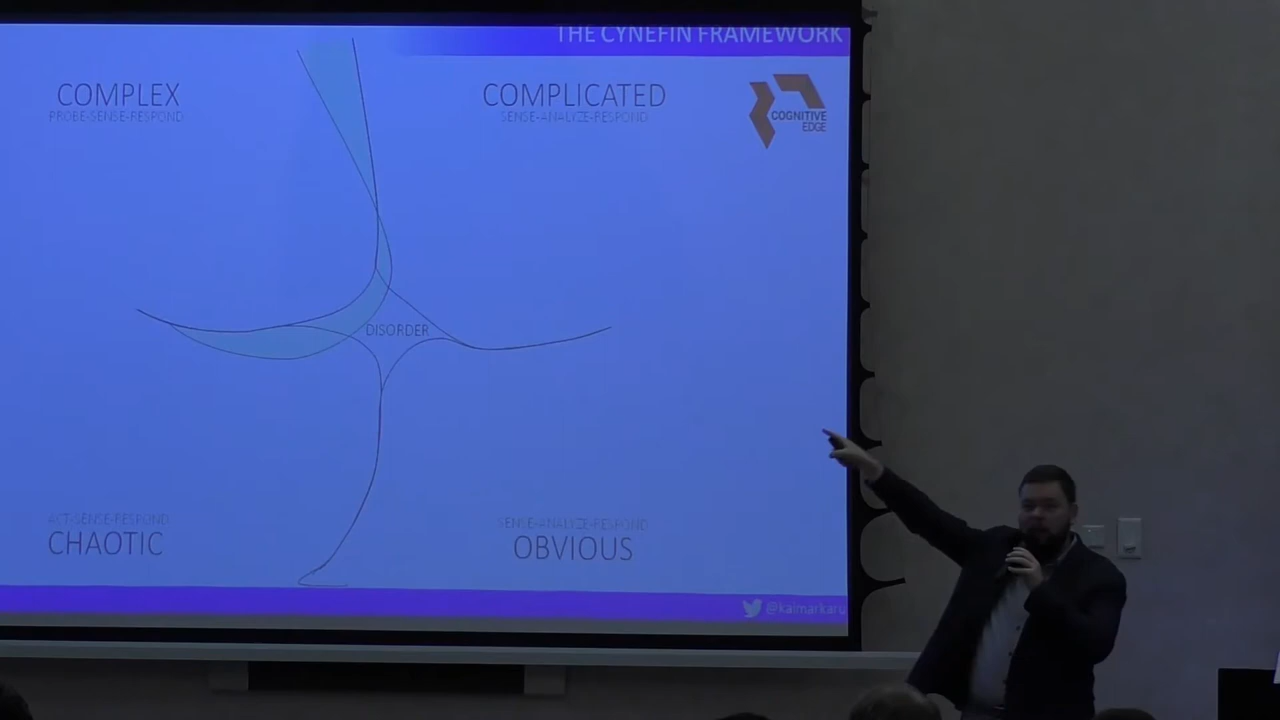 THE CYNEFIN FRAMEWORK
COMPLEX
PROBE-SENSE-RESPOND
COMPLICATED
SENSE-ANALYZE-RESPOND
COGNITIVE
EDGE
DISORDER
ACT-SENSE-RESPOND
CHAOTIC
SENSE-ANALYZE-RESPOND
OBVIOUS
@kaimarkaru